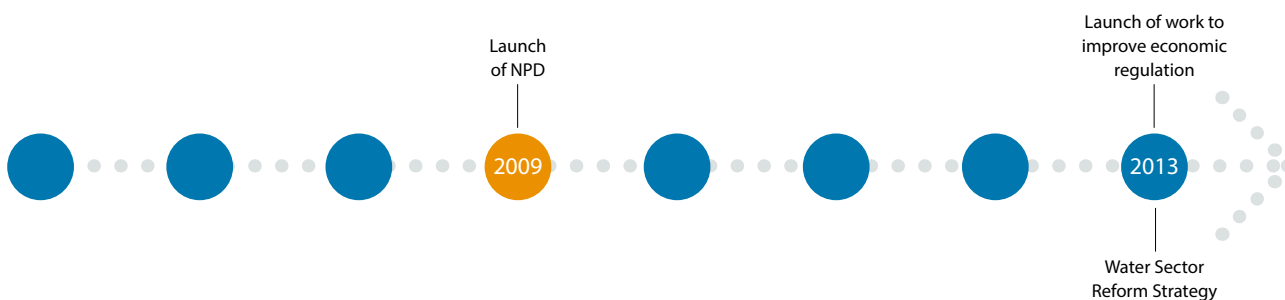 Launch
of NPD
2009
Launch of work to
improve economic
regulation
2013
Water Sector
Reform Strategy